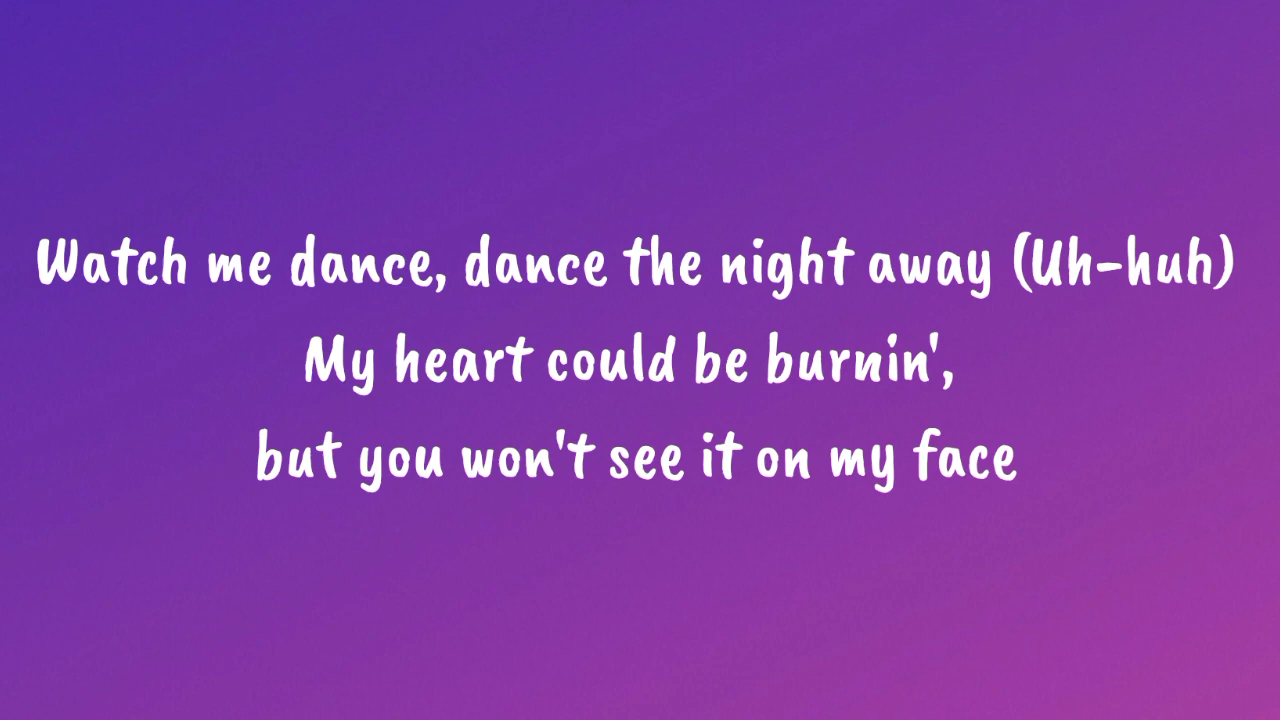 Watch me dance, dance the night away (Uh-huh)
My heart could be burnin',
but you won't see it on my face